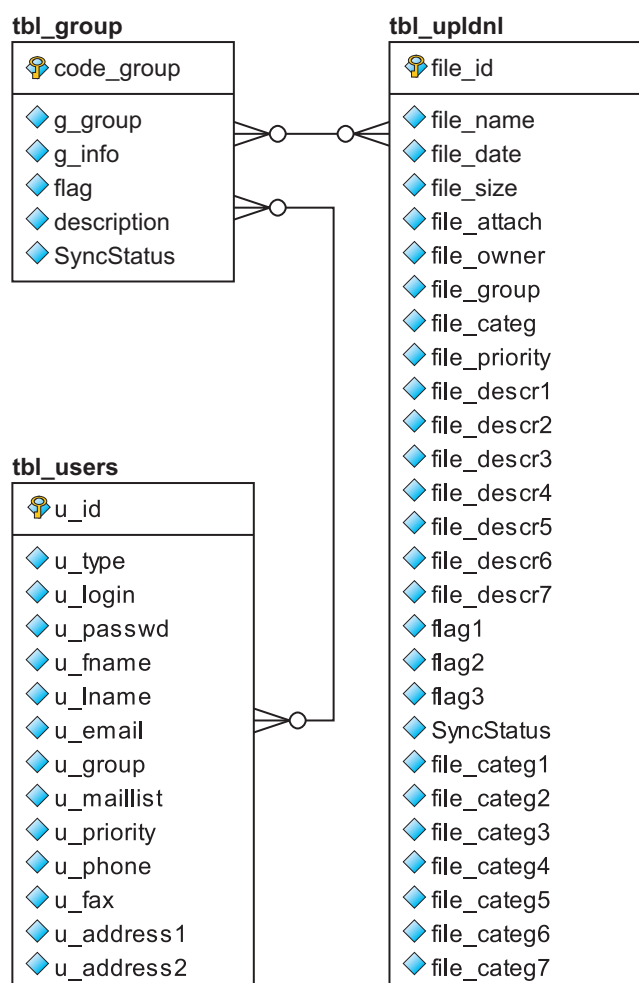 tbl_group
code_group
g_group
g_info
flag
description
SyncStatus
tbl_users
u_id
u_type
u_login
u_passwd
u_fname
u_lname
u_email
u_group
u_maillist
u_priority
u_phone
u_fax
u_address1
u_address2
tbl_upldnl
file_id
file_name
file_date
file_size
file_attach
file_owner
file_group
file_categ
file_priority
file_descr1
file_descr2
file_descr3
file_descr4
file_descr5
file_descr6
file_descr7
flag1
flag2
flag3
SyncStatus
file_categ1
file_categ2
file_categ3
file_categ4
file_categ5
file_categ6
file_categ7